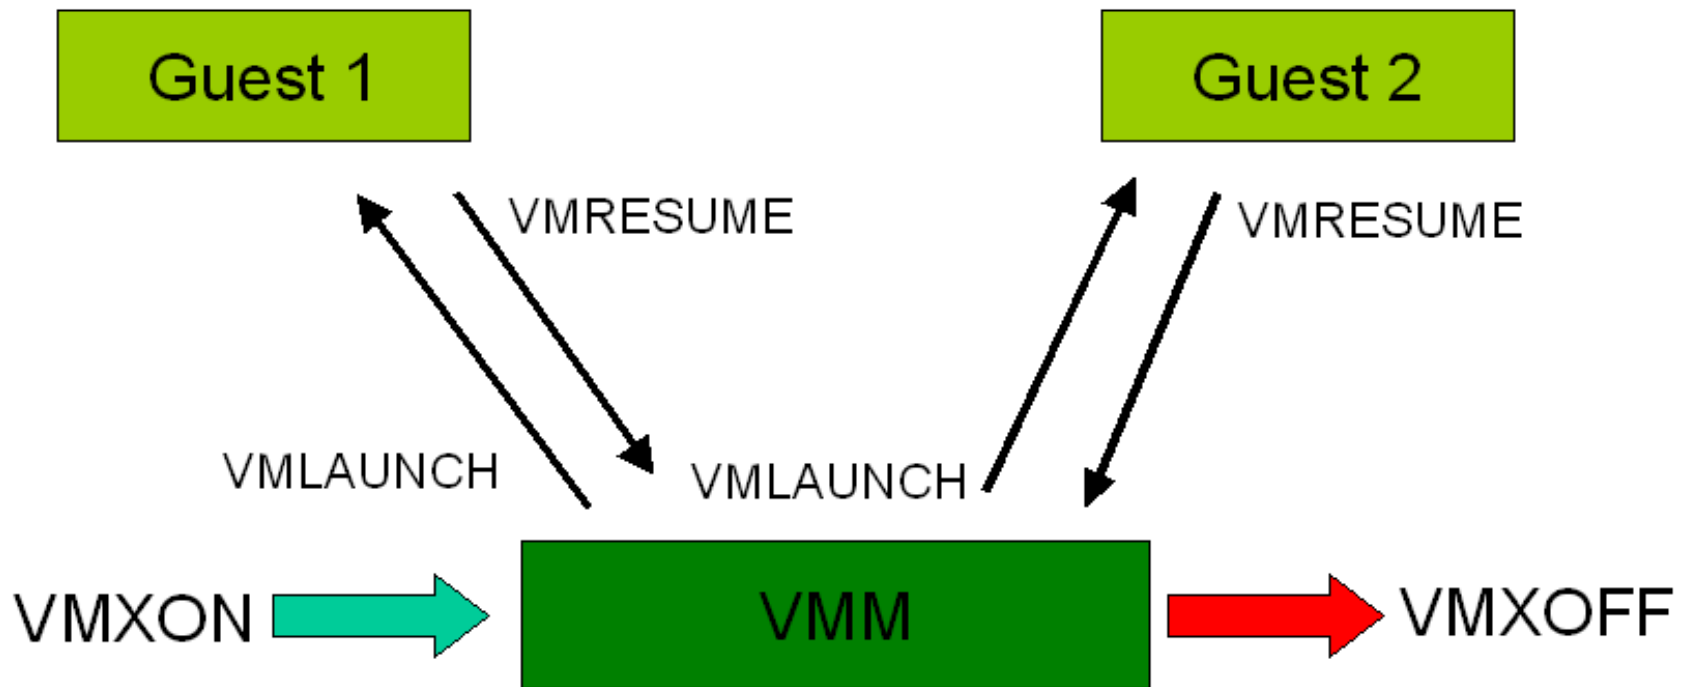 Guest 1
Guest 2
VMRESUME
VMRESUME
VMLAUNCH
VMLAUNCH
VMXON
VMM
VMXOFF